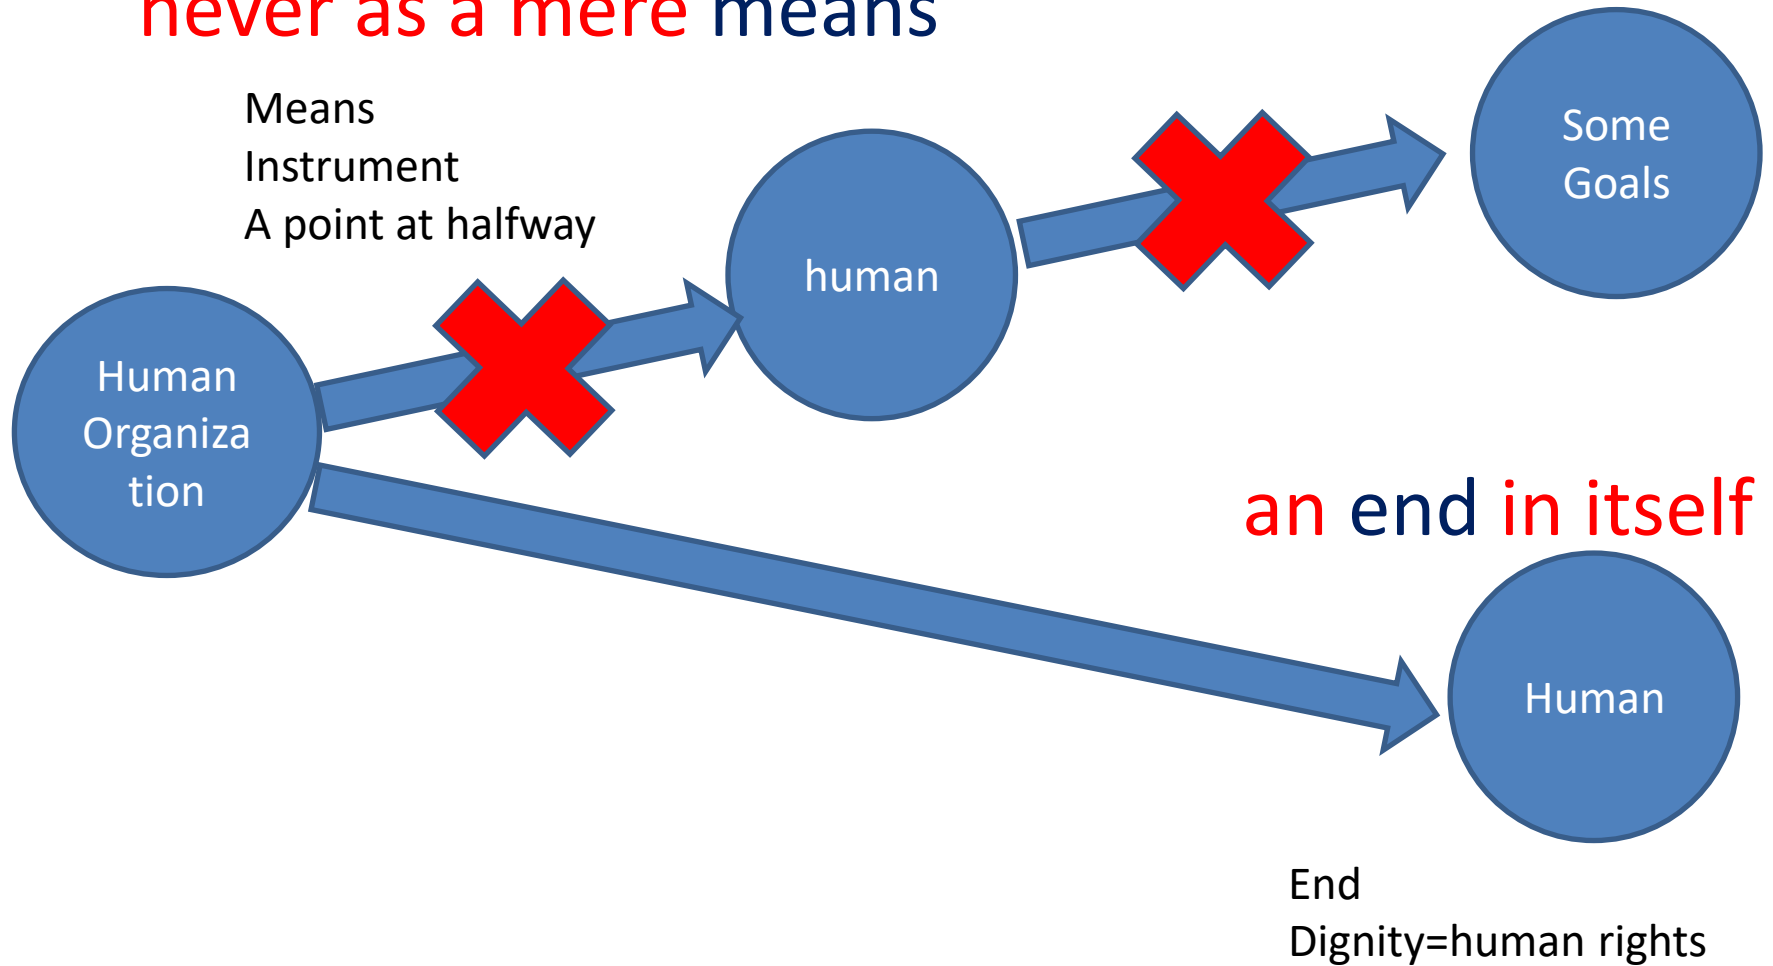 never as a mere means
Means
Instrument
A point at halfway
Some
Goals
human
Human
Organiza
tion
an end in itself
Human
End
Dignity=human rights